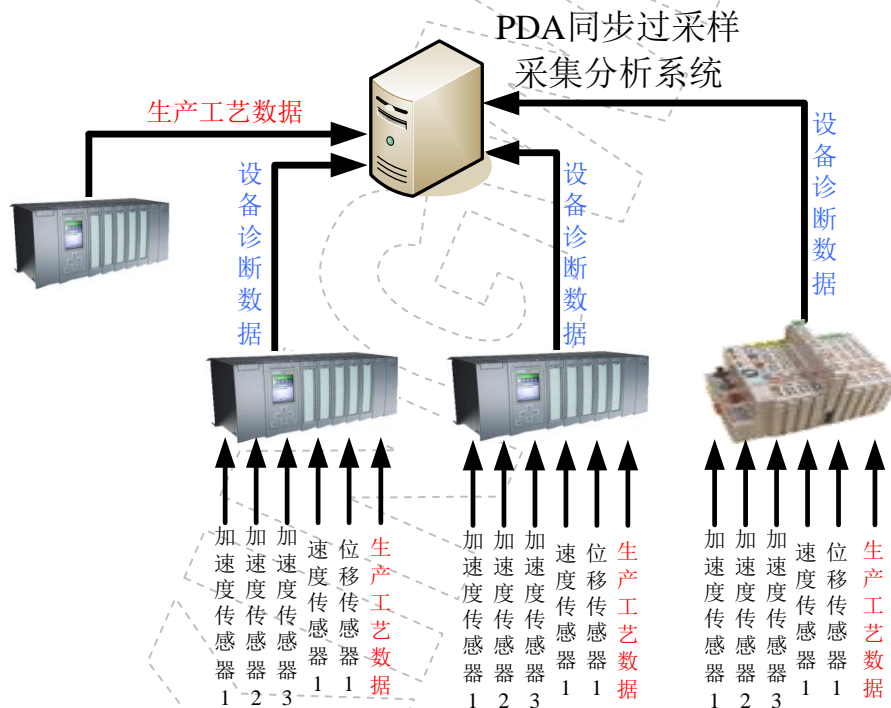 PDA同步过采样
采集分析系统
生产工艺数据
设备诊断数据
设备诊断数据
设备诊断数据
加速度传感器1
加速度传感器2
加速度传感器3
速度传感器1
位移传感器1
生产工艺数据
加速度传感器1
加速度传感器2
加速度传感器3
速度传感器1
位移传感器1
生产工艺数据
加速度传感器1
加速度传感器2
加速度传感器3
速度传感器1
位移传感器1
生产工艺数据